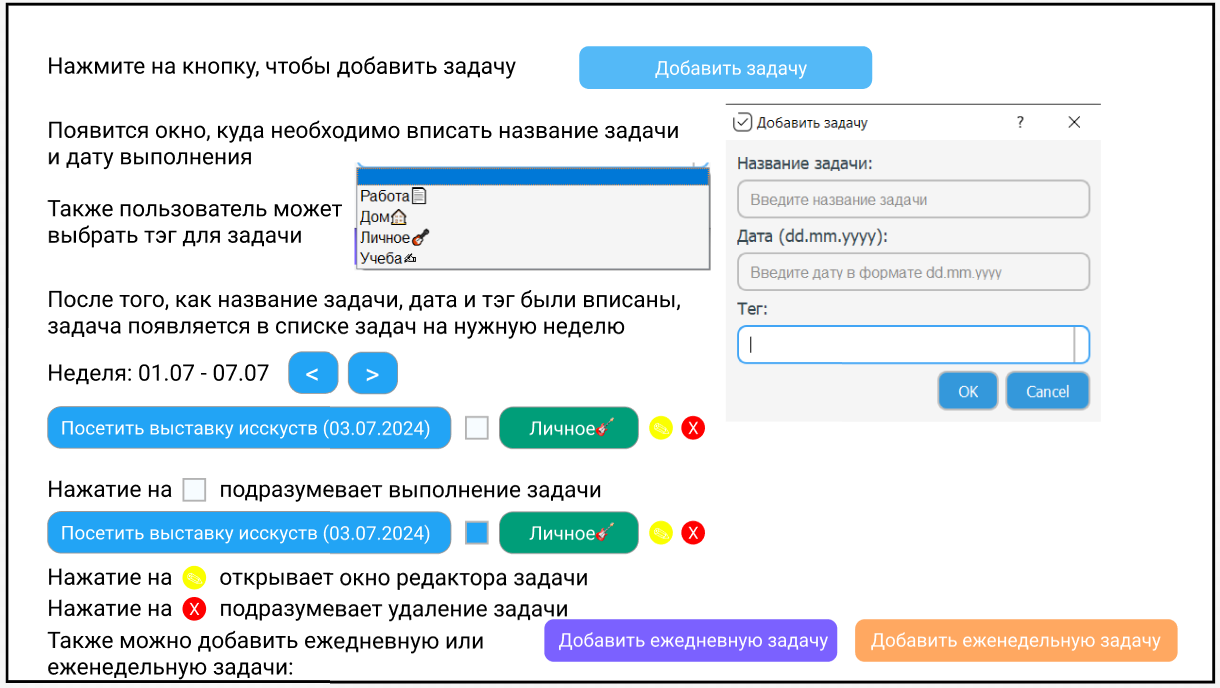 Нажмите на кнопку, чтобы добавить задачу
Добавить задачу
Появится окно, куда необходимо вписать название задачи
и дату выполнения
Также пользователь может
выбрать тэг для задачи
Работа
Дом
Личное
Учеба
Добавить задачу
?
Название задачи:
Введите название задачи
Дата (dd.mm.yyyy):
Введите дату в формате dd.mm.yyyy
Тег:
OK
Cancel
После того, как название задачи, дата и тэг были вписаны,
задача появляется в списке задач на нужную неделю
Неделя: 01.07 - 07.07 < >
Посетить выставку исскуств (03.07.2024) Личное X
Нажатие на подразумевает выполнение задачи
Посетить выставку исскуств (03.07.2024) Личное X
Нажатие на открывает окно редактора задачи
Нажатие на X подразумевает удаление задачи
Также можно добавить ежедневную или
еженедельную задачи:
Добавить ежедневную задачу
Добавить еженедельную задачу